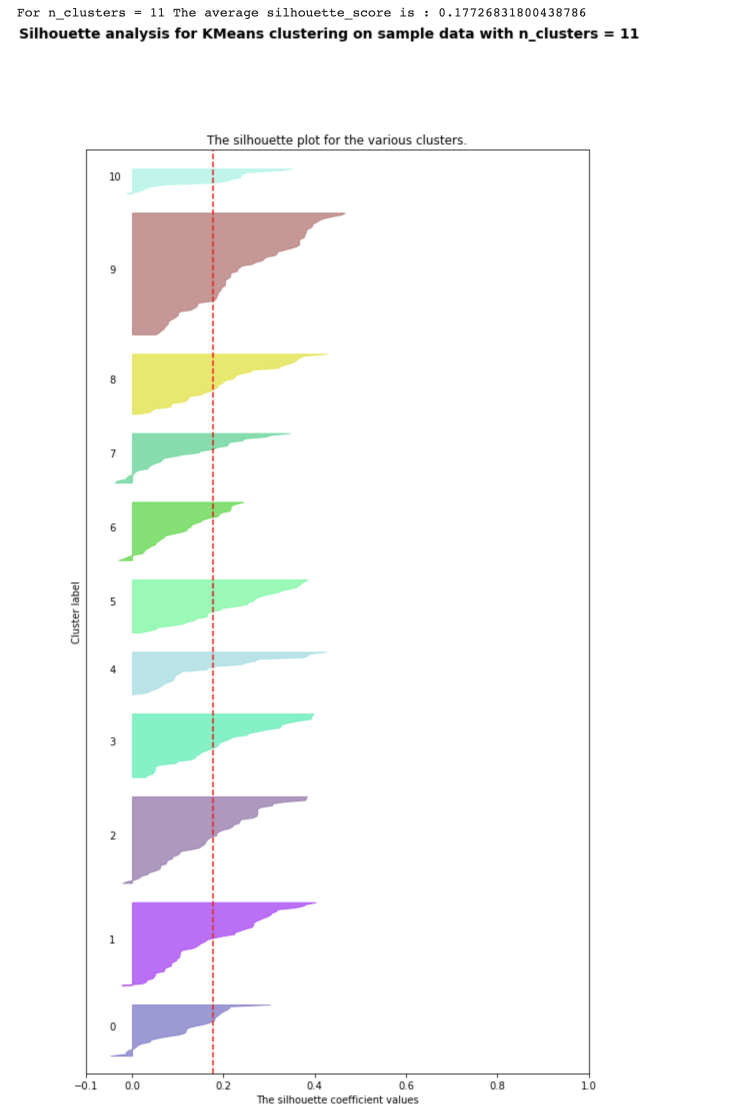 For n_clusters = 11 The average silhouette_score is : 0.17726831800438786
Silhouette analysis for KMeans clustering on sample data with n_clusters = 11
The silhouette plot for the various clusters.
10
9
8
7
6
5
Cluster label
4
3
2
1
0
−0.1 0.0 0.2 0.4 0.6 0.8 1.0
The silhouette coefficient values